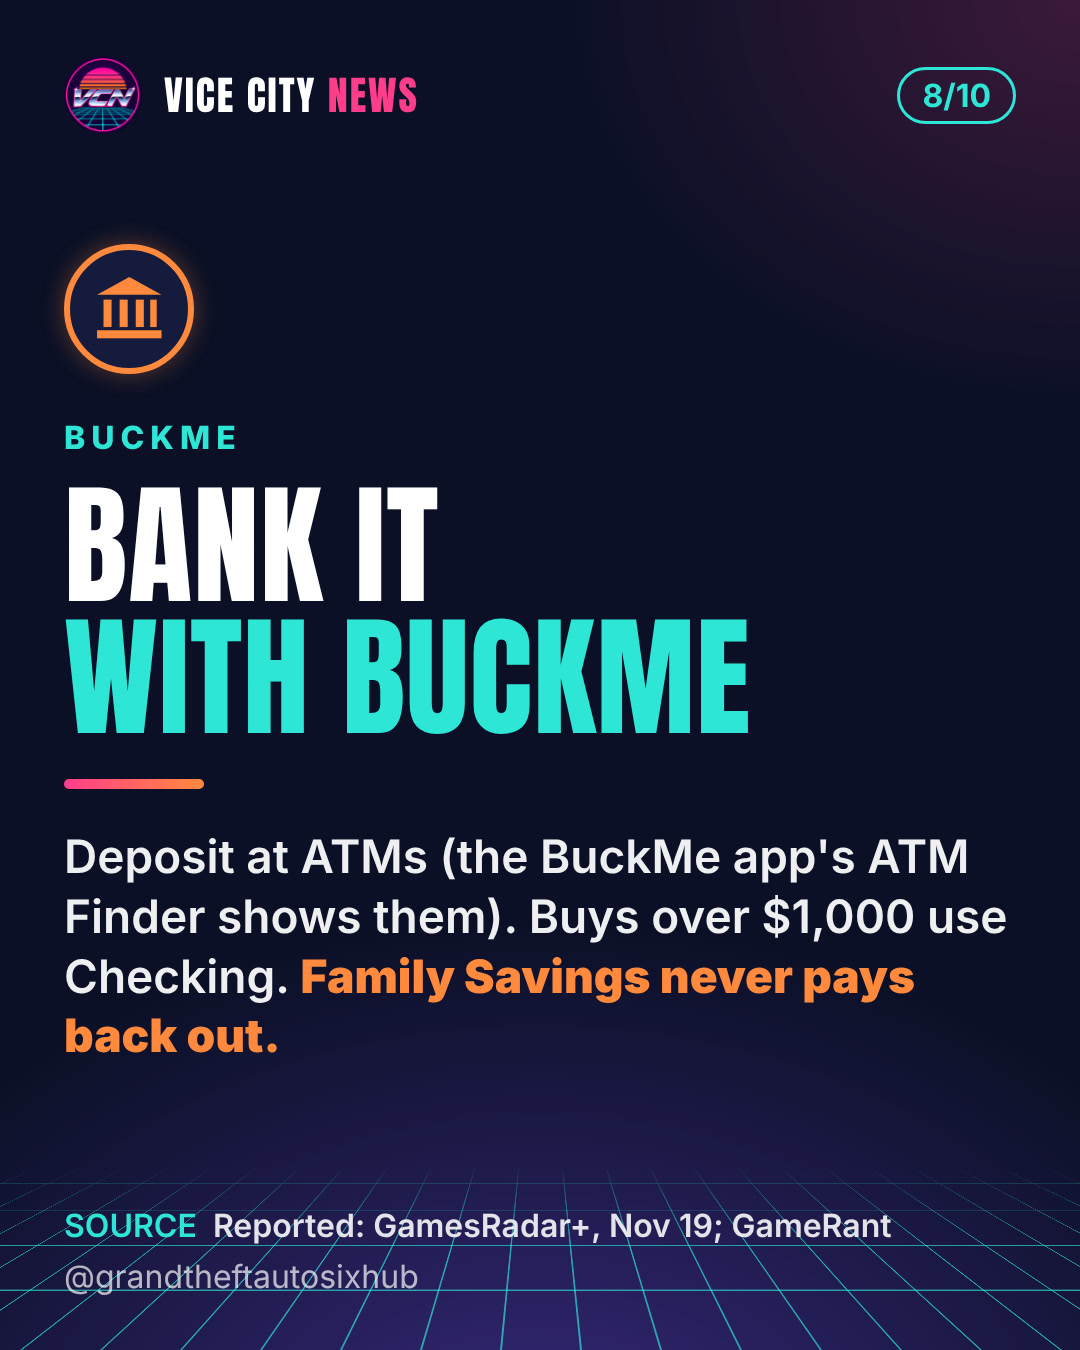 VCN
VICE CITY NEWS
8/10
BUCKME
BANK IT
WITH BUCKME
Deposit at ATMs (the BuckMe app's ATM
Finder shows them). Buys over $1,000 use
Checking. Family Savings never pays
back out.
SOURCE Reported: GamesRadar+, Nov 19; GameRant
@grandtheftautosixhub